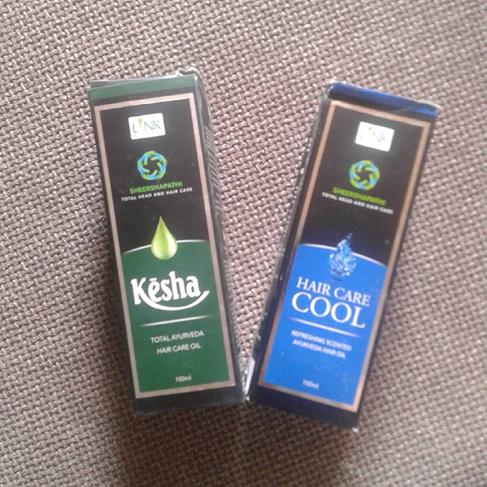 LINK
SHEERSHAPATHI
TOTAL HEAD AND HAIR CARE
Kēsha
TOTAL AYURVEDA
HAIR CARE OIL
100ml
LINK
SHEERSHAPATHI
TOTAL HEAD AND HAIR CARE
HAIR CARE
COOL
REFRESHING SCENTED
AYURVEDA HAIR OIL
100ml